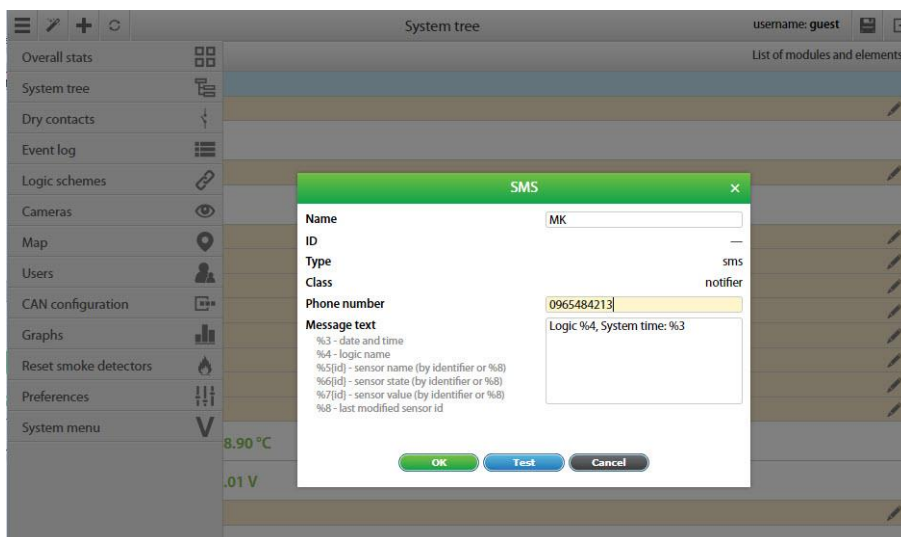 System tree
username: guest
Overall stats
List of modules and elements
System tree
Dry contacts
Event log
Logic schemes
Cameras
Map
Users
CAN configuration
Graphs
Reset smoke detectors
Preferences
System menu
8.90 °C
.01 V
SMS
Name
MK
ID
—
Type
sms
Class
notifier
Phone number
0965484213
Message text
Logic %4, System time: %3
%3 - date and time
%4 - logic name
%5{id} - sensor name (by identifier or %8)
%6{id} - sensor state (by identifier or %8)
%7{id} - sensor value (by identifier or %8)
%8 - last modified sensor id
OK
Test
Cancel